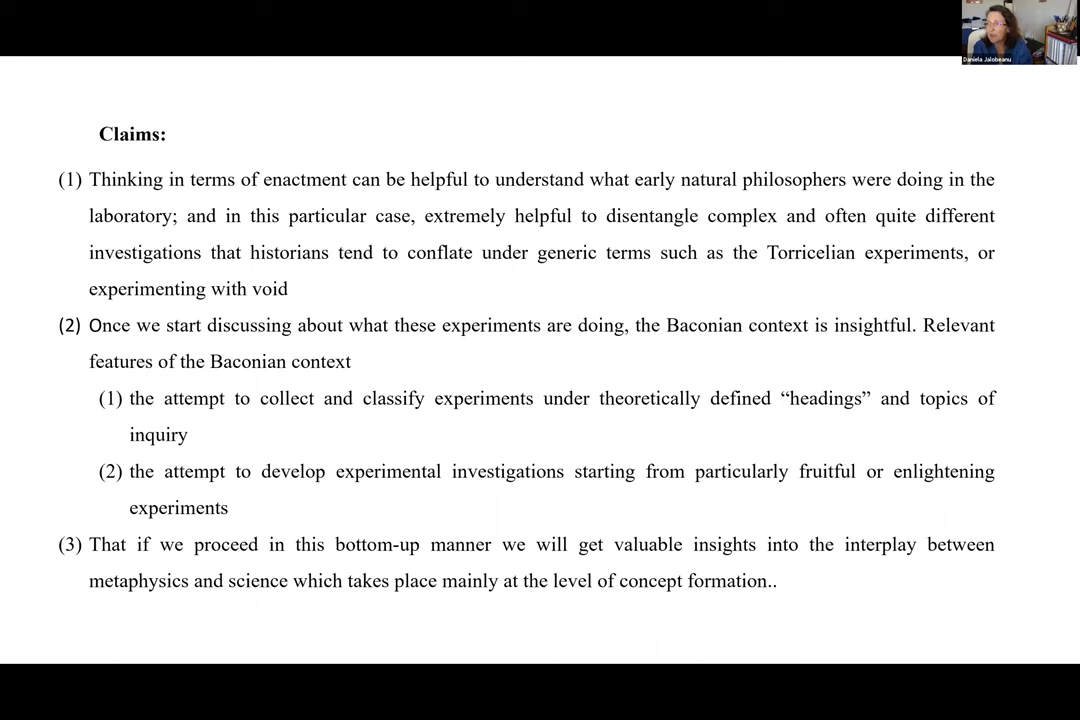 Daniela Jalobeanu
Claims:
(1) Thinking in terms of enactment can be helpful to understand what early natural philosophers were doing in the
laboratory; and in this particular case, extremely helpful to disentangle complex and often quite different
investigations that historians tend to conflate under generic terms such as the Torricelian experiments, or
experimenting with void
(2) Once we start discussing about what these experiments are doing, the Baconian context is insightful. Relevant
features of the Baconian context
(1) the attempt to collect and classify experiments under theoretically defined “headings” and topics of
inquiry
(2) the attempt to develop experimental investigations starting from particularly fruitful or enlightening
experiments
(3) That if we proceed in this bottom-up manner we will get valuable insights into the interplay between
metaphysics and science which takes place mainly at the level of concept formation..